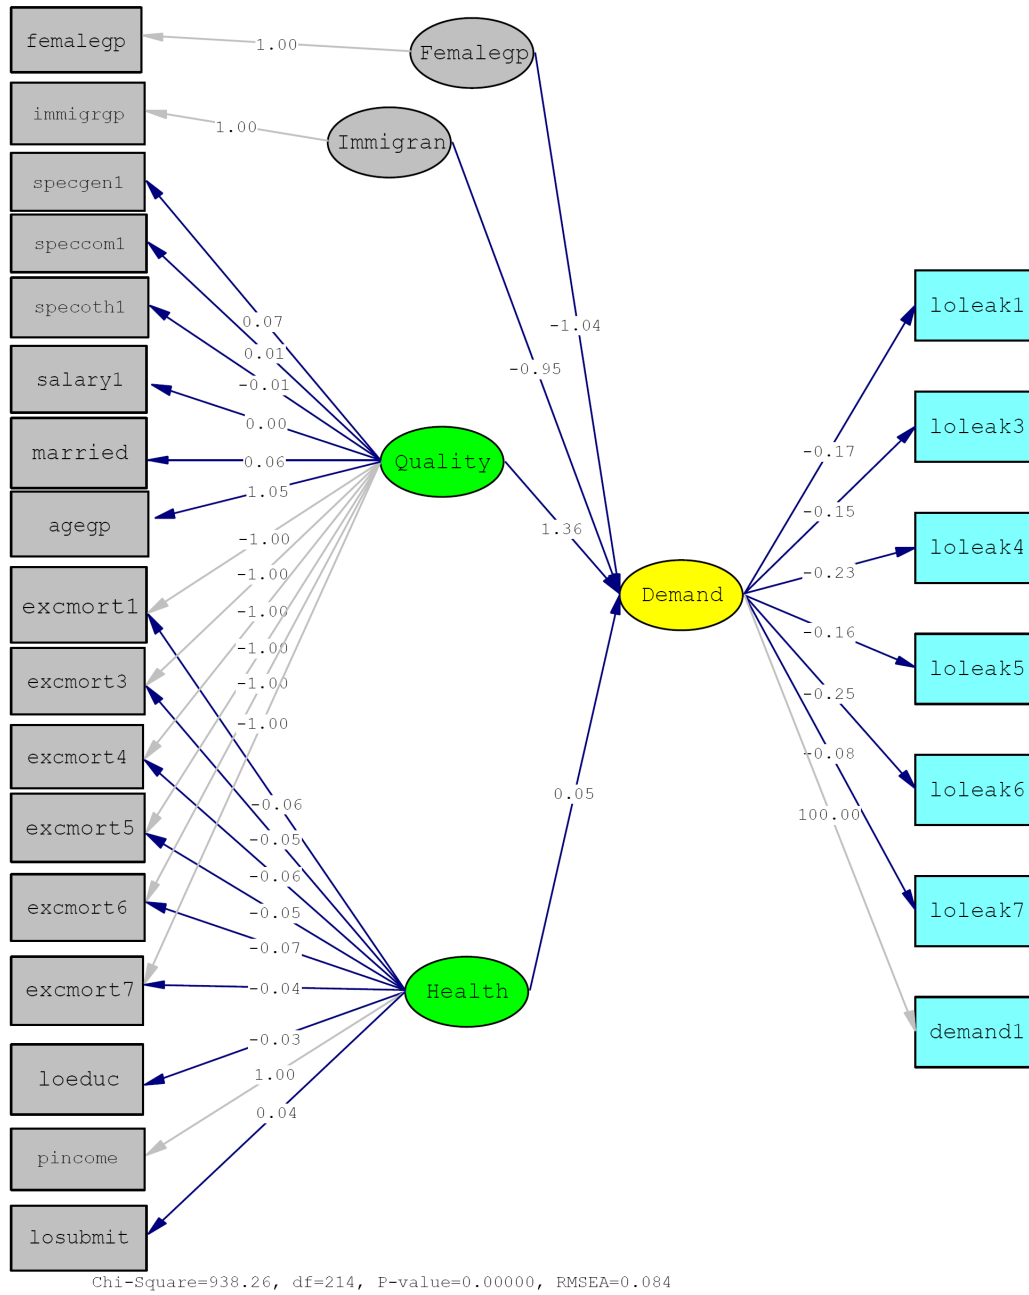 femalegp
1.00
Femalegp
immigrgp
1.00
Immigran
specgen1
speccom1
specoth1
salary1
married
agegp
excmort1
excmort3
excmort4
excmort5
excmort6
excmort7
loeduc
pincome
losubmit
0.07
0.01
-0.01
0.00
0.06
1.05
-1.00
-1.00
-1.00
-1.00
-1.00
-1.00
Quality
-0.06
-0.05
-0.06
-0.05
-0.07
-0.04
-0.03
1.00
0.04
Health
-1.04
-0.95
1.36
0.05
Demand
-0.17
-0.15
-0.23
-0.16
-0.25
-0.08
100.00
loleak1
loleak3
loleak4
loleak5
loleak6
loleak7
demand1
Chi-Square=938.26, df=214, P-value=0.00000, RMSEA=0.084